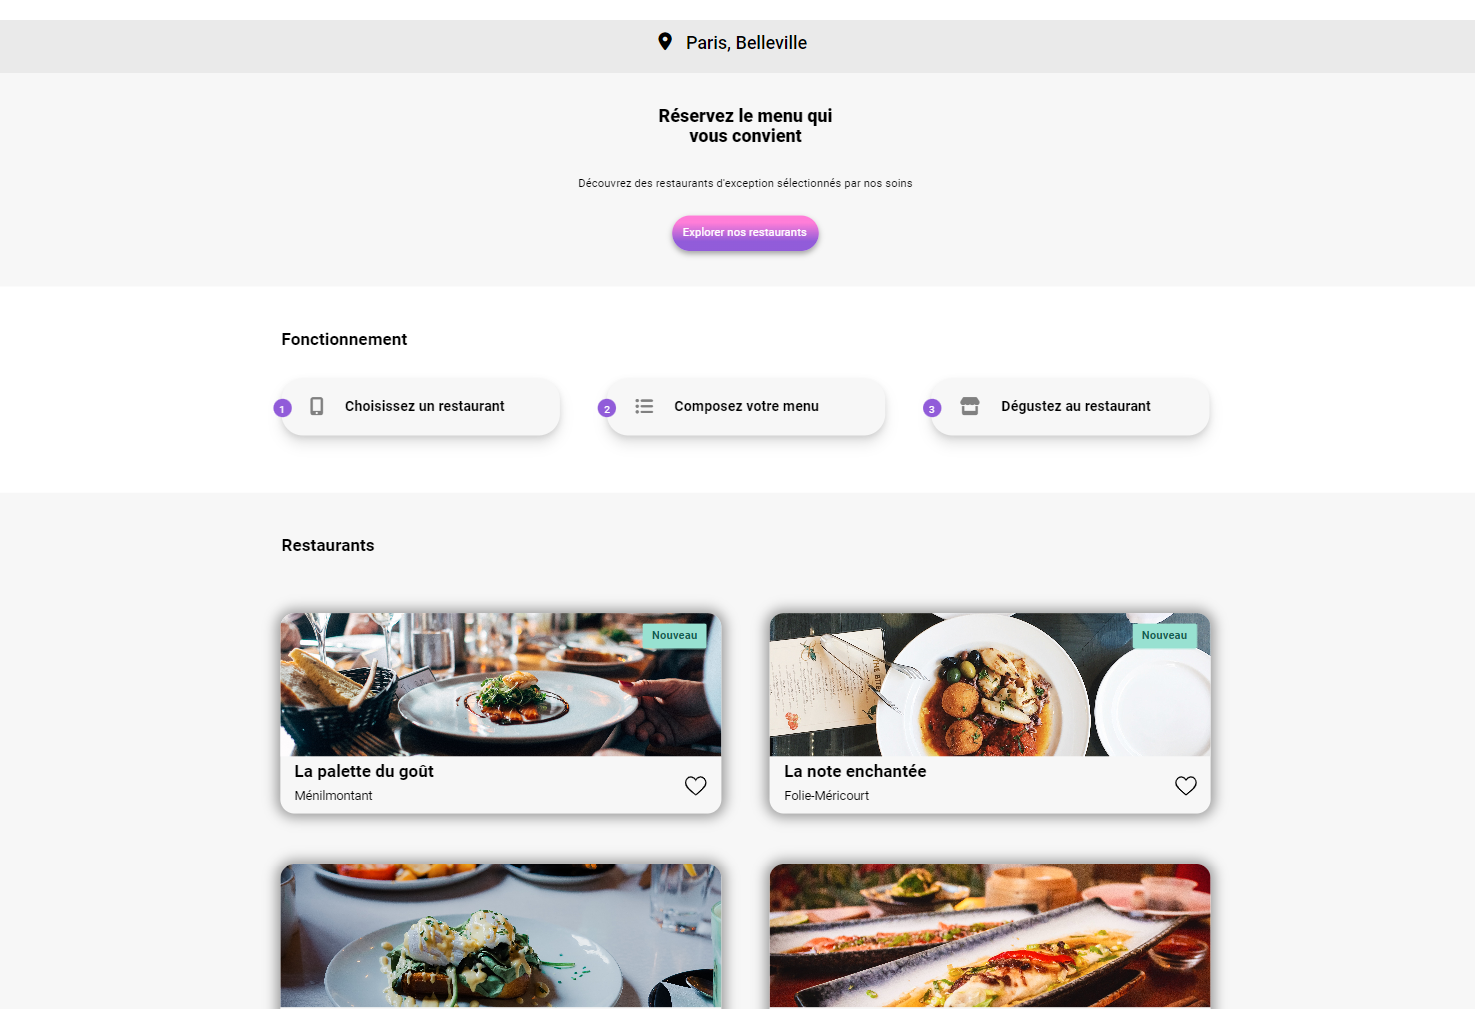 Paris, Belleville
Réservez le menu qui
vous convient
Découvrez des restaurants d'exception sélectionnés par nos soins
Explorer nos restaurants
Fonctionnement
1 Choisissez un restaurant
2 Composez votre menu
3 Dégustez au restaurant
Restaurants
Nouveau
La palette du goût
Ménilmontant
Nouveau
La note enchantée
Folie-Méricourt